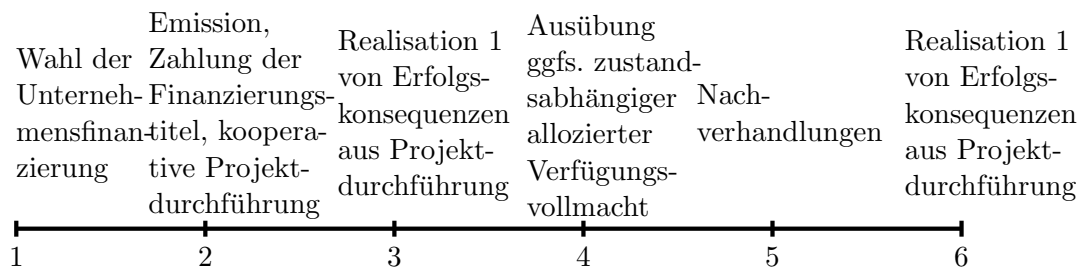 Wahl der
Unterneh-
mensfinan-
zierung
Emission,
Zahlung der
Finanzierungs-
titel, koopera-
tive Projekt-
durchführung
Realisation 1
von Erfolgs-
konsequenzen
aus Projekt-
durchführung
Ausübung
ggfs. zustand-
sabhängiger
allozierter
Verfügungs-
vollmacht
Nach-
verhandlungen
Realisation 1
von Erfolgs-
konsequenzen
aus Projekt-
durchführung
1 2 3 4 5 6